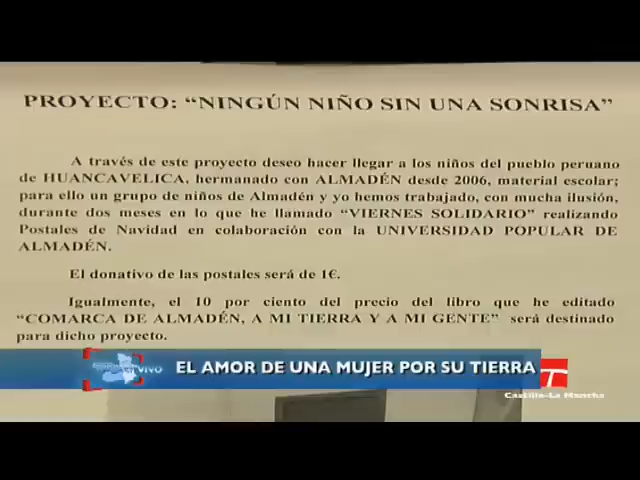 PROYECTO: “NINGÚN NIÑO SIN UNA SONRISA”
A través de este proyecto deseo hacer llegar a los niños del pueblo peruano
de HUANCAVELICA, hermanado con ALMADÉN desde 2006, material escolar;
para ello un grupo de niños de Almadén y yo hemos trabajado, con mucha ilusión,
durante dos meses en lo que he llamado “VIERNES SOLIDARIO” realizando
Postales de Navidad en colaboración con la UNIVERSIDAD POPULAR DE
ALMADÉN.
El donativo de las postales será de 1€.
Igualmente, el 10 por ciento del precio del libro que he editado
“COMARCA DE ALMADÉN, A MI TIERRA Y A MI GENTE” será destinado
para dicho proyecto.
VIVO
EL AMOR DE UNA MUJER POR SU TIERRA
Castilla-La Mancha